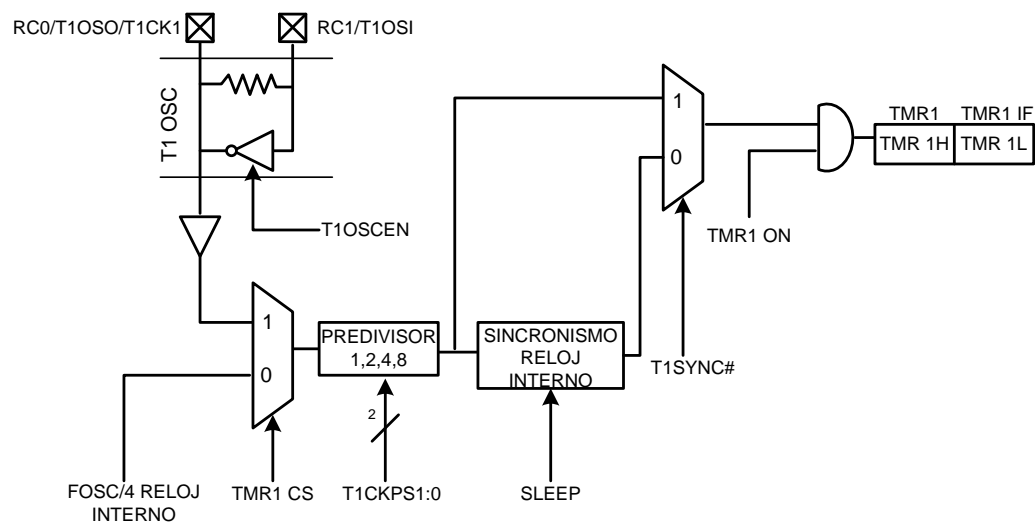 RC0/T1OSO/T1CK1
RC1/T1OSI
T1 OSC
T1OSCEN
1
0
TMR1 ON
TMR1
TMR1 IF
TMR 1H
TMR 1L
1
0
PREDIVISOR
1,2,4,8
SINCRONISMO
RELOJ
INTERNO
T1SYNC#
2
FOSC/4 RELOJ
INTERNO
TMR1 CS
T1CKPS1:0
SLEEP